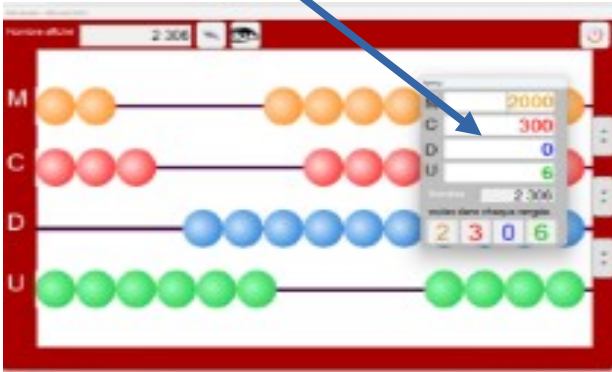 Nombre affiché 2 306
M
C
D
U
M 2000
C 300
D 0
U 6
Nombre 2 306
boules dans chaque rangée
2 3 0 6